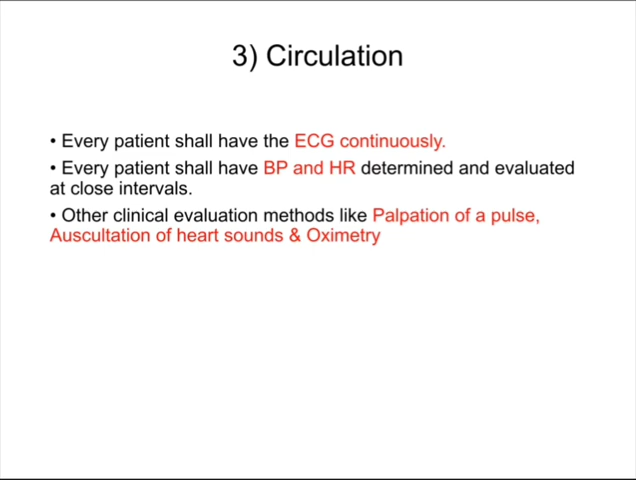 3) Circulation
• Every patient shall have the ECG continuously.
• Every patient shall have BP and HR determined and evaluated
at close intervals.
• Other clinical evaluation methods like Palpation of a pulse,
Auscultation of heart sounds & Oximetry